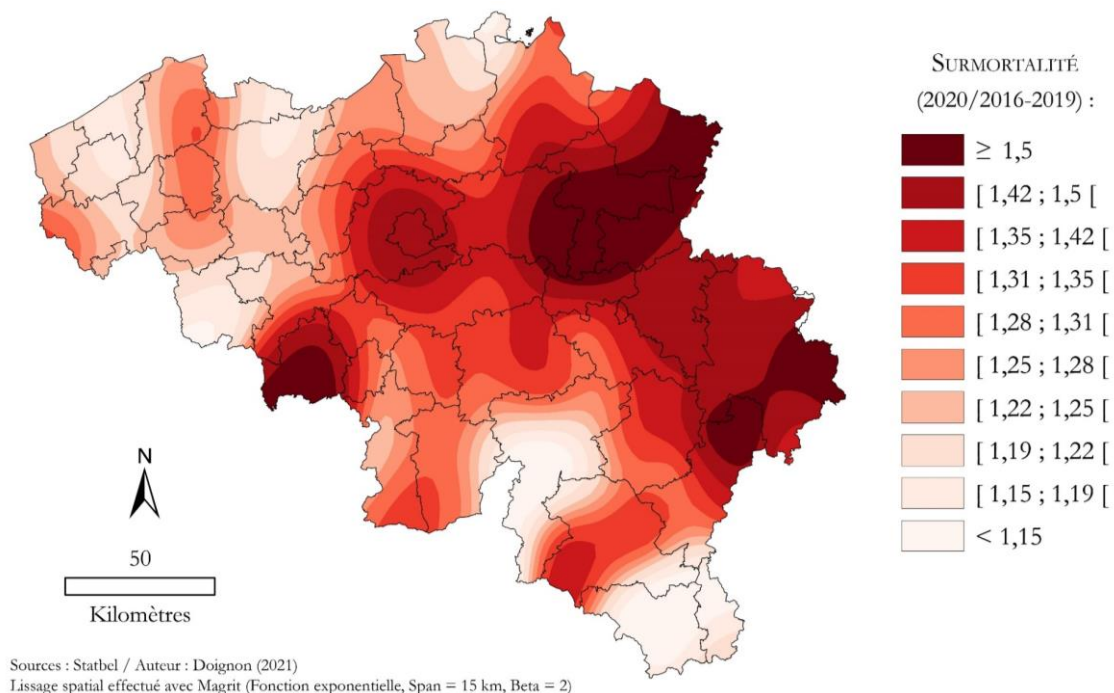 SURMORTALITÉ
(2020/2016-2019) :
≥ 1,5
[ 1,42 ; 1,5 [
[ 1,35 ; 1,42 [
[ 1,31 ; 1,35 [
[ 1,28 ; 1,31 [
[ 1,25 ; 1,28 [
[ 1,22 ; 1,25 [
[ 1,19 ; 1,22 [
[ 1,15 ; 1,19 [
< 1,15
N
50
Kilomètres
Sources : Statbel / Auteur : Doignon (2021)
Lissage spatial effectué avec Magrit (Fonction exponentielle, Span = 15 km, Beta = 2)